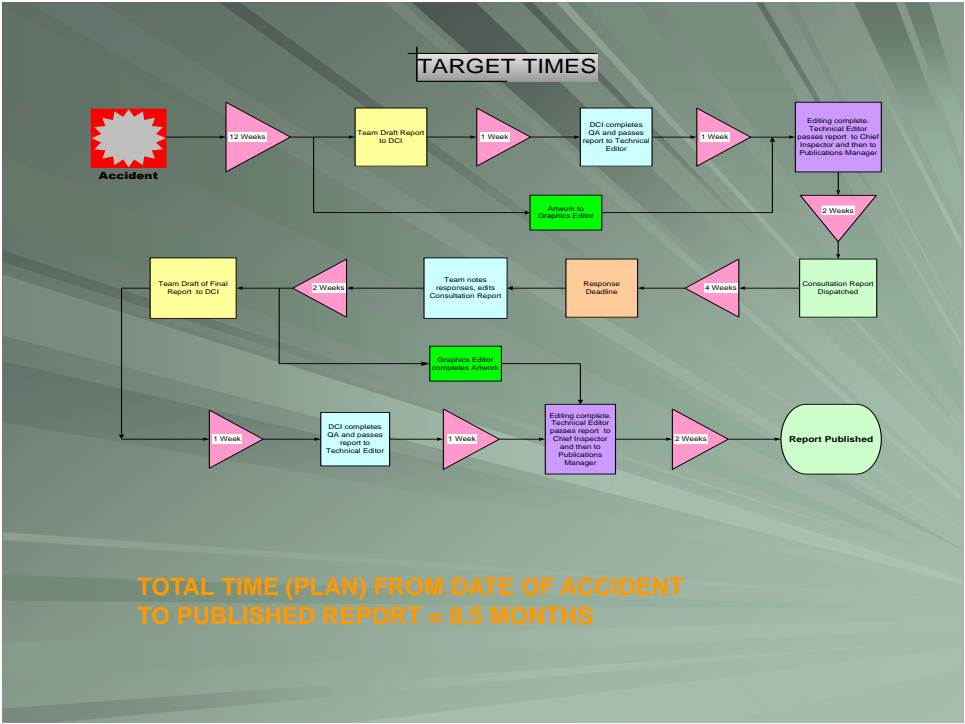 TARGET TIMES
12 Weeks
Team Draft Report
to DCI
1 Week
DCI completes
QA and passes
report to Technical
Editor
1 Week
Editing complete.
Technical Editor
passes report to Chief
Inspector and then to
Publications Manager
Accident
Artwork to
Graphics Editor
2 Weeks
Team Draft of Final
Report to DCI
2 Weeks
Team notes
responses, edits
Consultation Report
Response
Deadline
4 Weeks
Consultation Report
Dispatched
Graphics Editor
completes Artwork
1 Week
DCI completes
QA and passes
report to
Technical Editor
1 Week
Editing complete.
Technical Editor
passes report to
Chief Inspector
and then to
Publications
Manager
2 Weeks
Report Published
TOTAL TIME (PLAN) FROM DATE OF ACCIDENT
TO PUBLISHED REPORT = 8.5 MONTHS